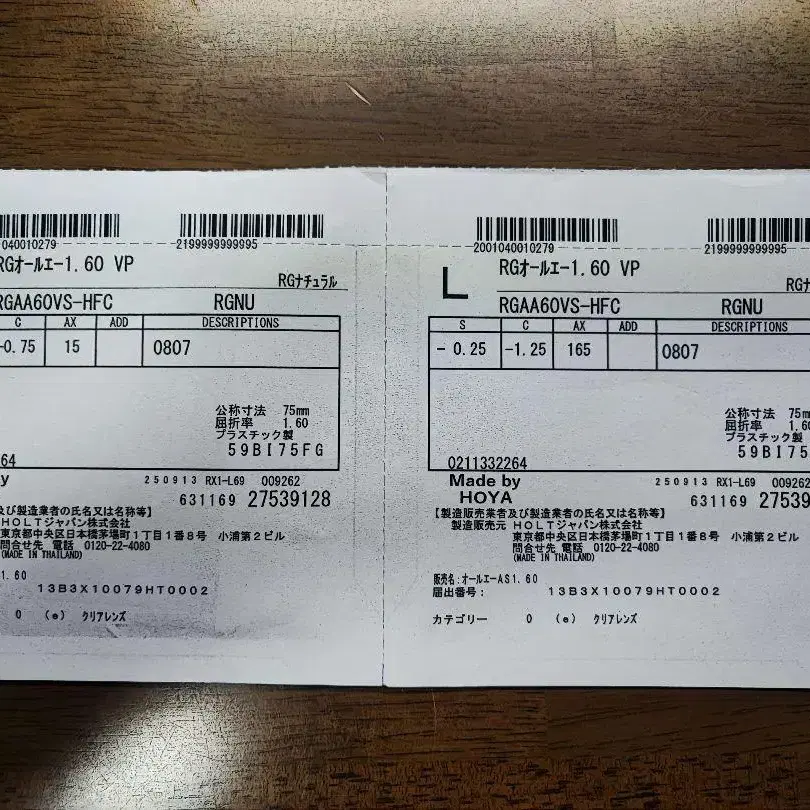 040010279
2199999999995
RGオールエー1.60 VP
RGナチュラル
RGAA60VS-HFC RGNU
C AX ADD DESCRIPTIONS
-0.75 15 0807
公称寸法 75mm
屈折率 1.60
プラスチック製
59BI75FG
64
y
250913 RX1-L69 009262
631169 27539128
及び製造業者の氏名又は名称等】
HOLTジャパン株式会社
東京都中央区日本橋茅場町1丁目1番8号 小浦第2ビル
問合せ先 電話 0120-22-4080
(MADE IN THAILAND)
1.60
13B3X10079HT0002
0 (e) クリアレンズ
2001040010279
2199999999995
L
RGオールエー1.60 VP
RGナ
RGAA60VS-HFC RGNU
S C AX ADD DESCRIPTIONS
- 0.25 -1.25 165 0807
公称寸法 75m
屈折率 1.60
プラスチック製
59BI75
0211332264
Made by
HOYA
250913 RX1-L69 009262
631169 27539
【製造販売業者及び製造業者の氏名又は名称等】
製造販売元 HOLTジャパン株式会社
東京都中央区日本橋茅場町1丁目1番8号 小浦第2ビル
問合せ先 電話 0120-22-4080
(MADE IN THAILAND)
販売名:オールエーAS1.60
届出番号: 13B3X10079HT0002
カテゴリー 0 (e) クリアレンズ